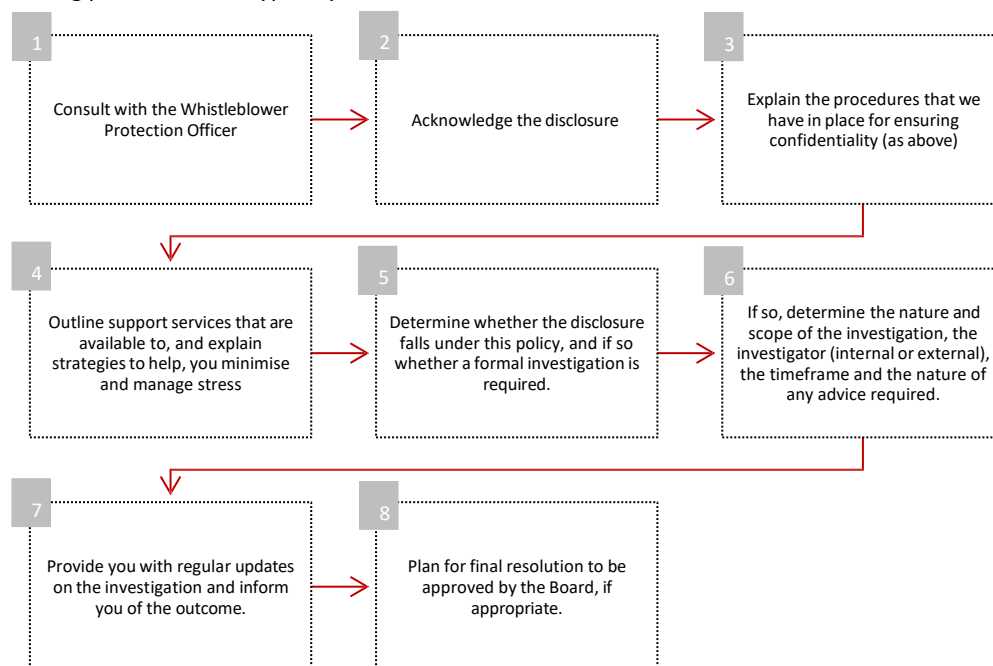 1
Consult with the Whistleblower
Protection Officer
2
Acknowledge the disclosure
3
Explain the procedures that we
have in place for ensuring
confidentiality (as above)
4
Outline support services that are
available to, and explain
strategies to help, you minimise
and manage stress
5
Determine whether the disclosure
falls under this policy, and if so
whether a formal investigation is
required.
6
If so, determine the nature and
scope of the investigation, the
investigator (internal or external),
the timeframe and the nature of
any advice required.
7
Provide you with regular updates
on the investigation and inform
you of the outcome.
8
Plan for final resolution to be
approved by the Board, if
appropriate.